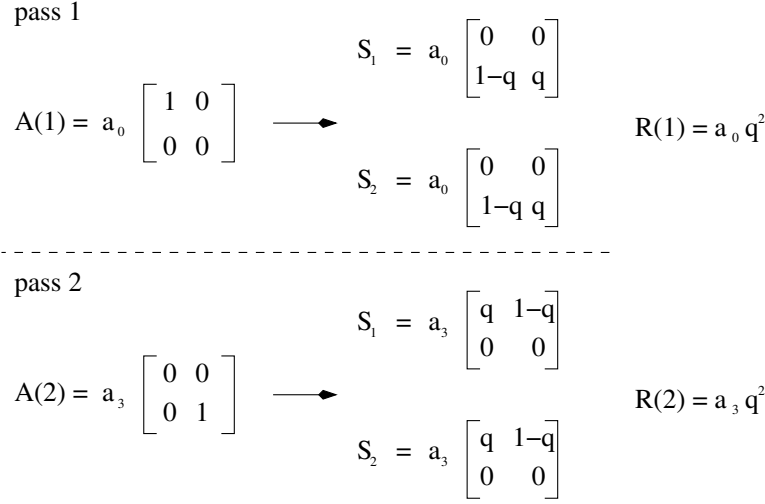 pass 1
S₁ = a₀ [ 0 0
1−q q ]
A(1) = a₀ [ 1 0
0 0 ]
R(1) = a₀ q²
S₂ = a₀ [ 0 0
1−q q ]
pass 2
S₁ = a₃ [ q 1−q
0 0 ]
A(2) = a₃ [ 0 0
0 1 ]
R(2) = a₃ q²
S₂ = a₃ [ q 1−q
0 0 ]